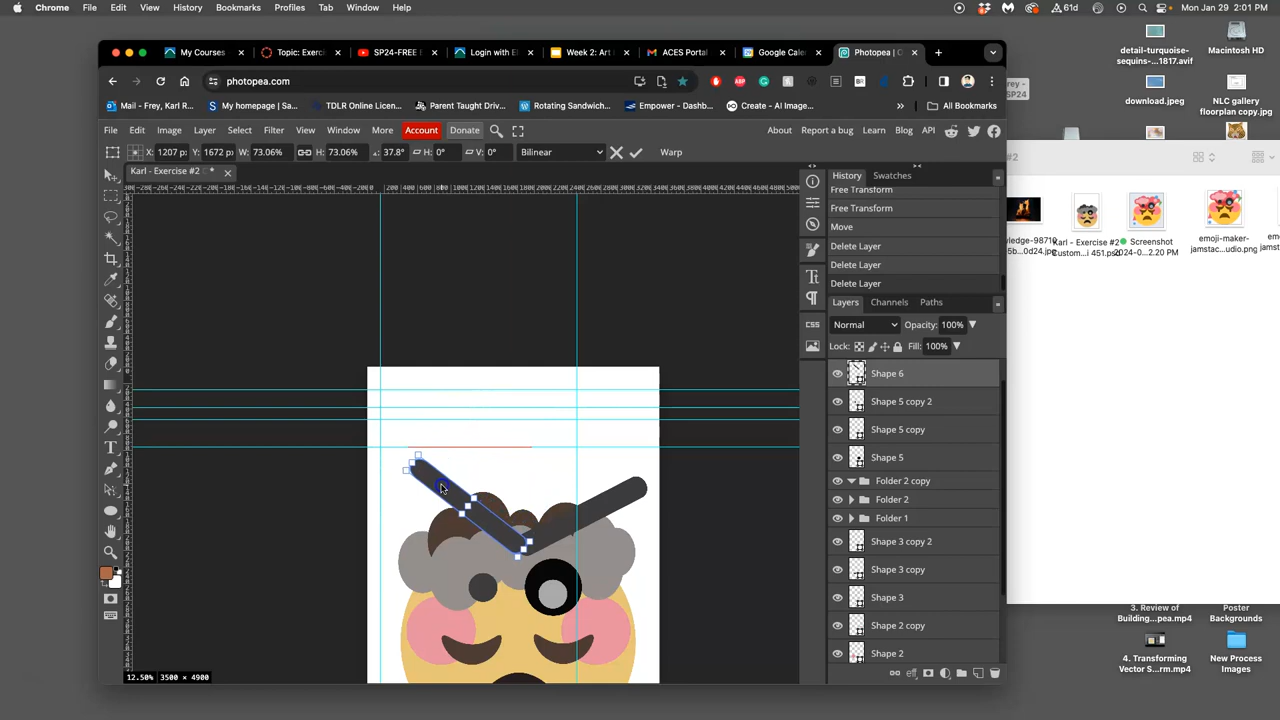 Chrome File Edit View History Bookmarks Profiles Tab Window Help
61d
Mon Jan 29 2:01 PM
My Courses
Topic: Exerci
SP24-FREE E
Login with El
Week 2: Art
ACES Portal
Google Cale
Photopea | O
photopea.com
Mail - Frey, Karl R...
My homepage | Sa...
TDLR Online Licen...
Parent Taught Driv...
Rotating Sandwich...
Empower - Dashb...
Create - AI Image...
All Bookmarks
File Edit Image Layer Select Filter View Window More Account Donate
About Report a bug Learn Blog API
X: 1207 px Y: 1672 px W: 73.06% H: 73.06% 37.8° H: 0° V: 0° Bilinear Warp
Karl - Exercise #2
History Swatches
Free Transform
Free Transform
Move
Delete Layer
Delete Layer
Delete Layer
Layers Channels Paths
Normal Opacity: 100%
Lock: Fill: 100%
CSS
Shape 6
Shape 5 copy 2
Shape 5 copy
Shape 5
Folder 2 copy
Folder 2
Folder 1
Shape 3 copy 2
Shape 3 copy
Shape 3
Shape 2 copy
Shape 2
12.50% 3500 × 4900
detail-turquoise-
sequins-...1817.avif
Macintosh HD
download.jpeg
NLC gallery
floorplan copy.jpg
SP24
#2
Karl - Exercise #2
Custom...i 451.psd
Screenshot
2024-0...2.20 PM
emoji-maker-
jamstac...udio.png
3. Review of
Building...pea.mp4
Poster
Backgrounds
4. Transforming
Vector S...rm.mp4
New Process
Images